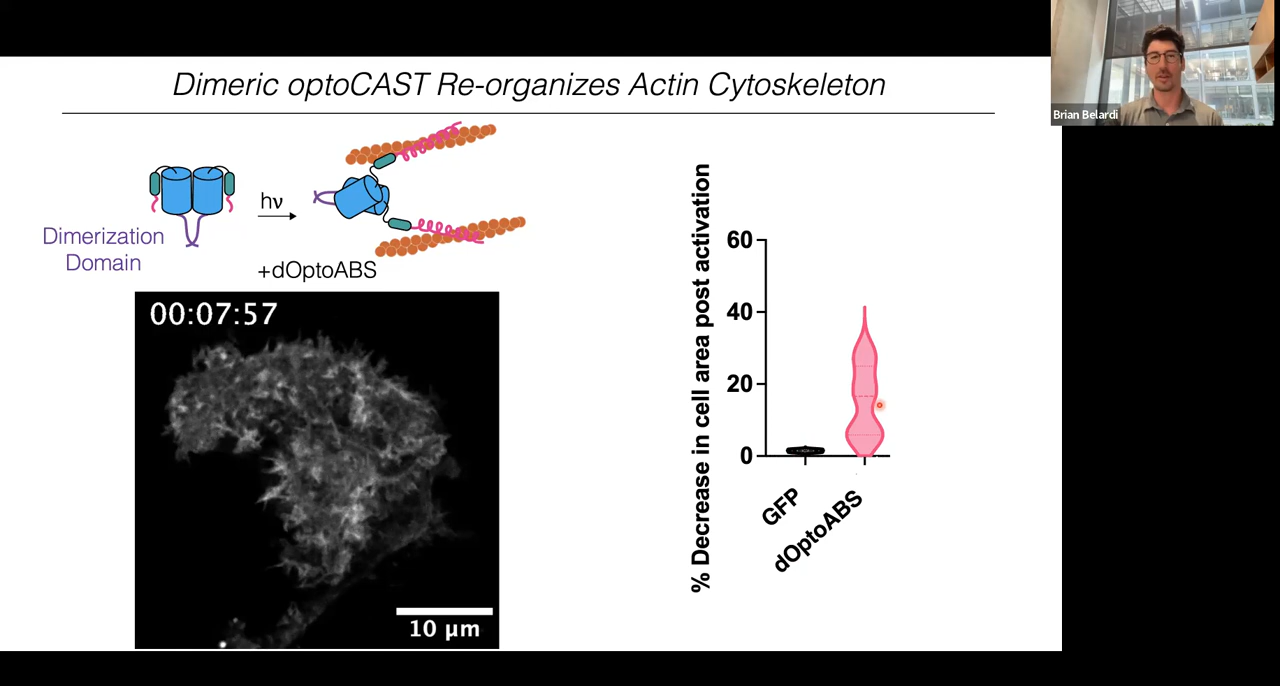 Dimeric optoCAST Re-organizes Actin Cytoskeleton
Brian Belardi
hν
Dimerization
Domain
+dOptoABS
00:07:57
10 μm
% Decrease in cell area post activation
60
40
20
0
GFP
dOptoABS